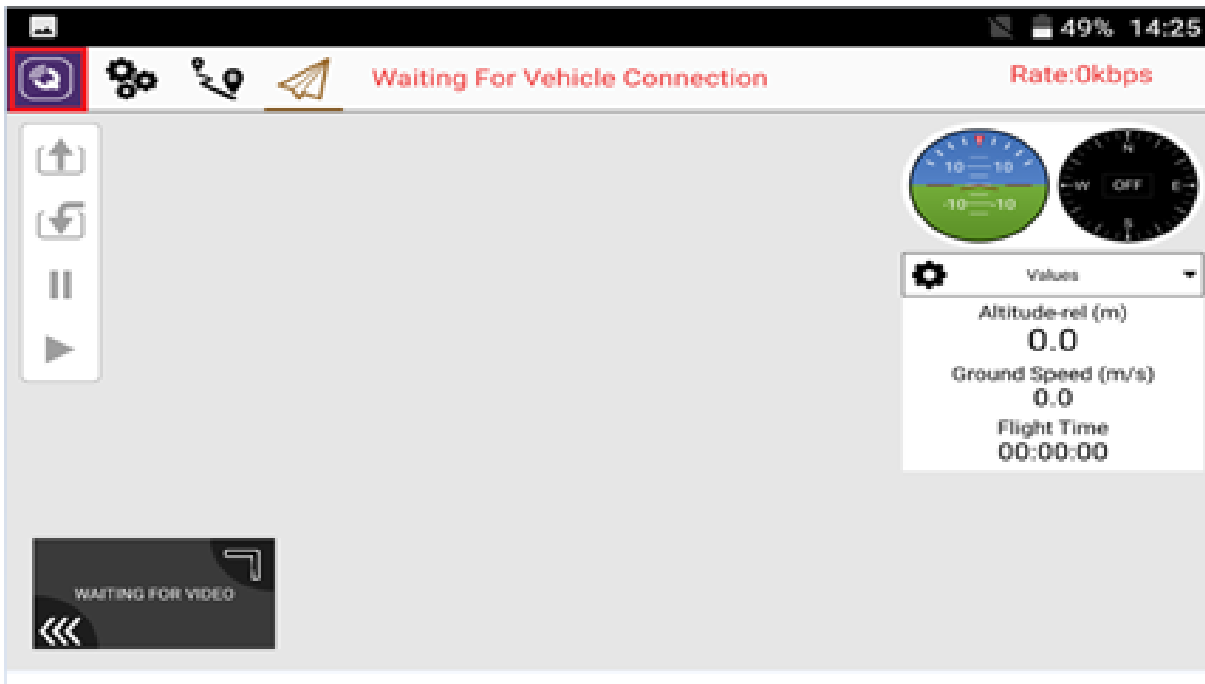 49% 14:25
Waiting For Vehicle Connection
Rate:0kbps
10 10
-10 -10
N
W OFF E
S
Values
Altitude-rel (m)
0.0
Ground Speed (m/s)
0.0
Flight Time
00:00:00
WAITING FOR VIDEO